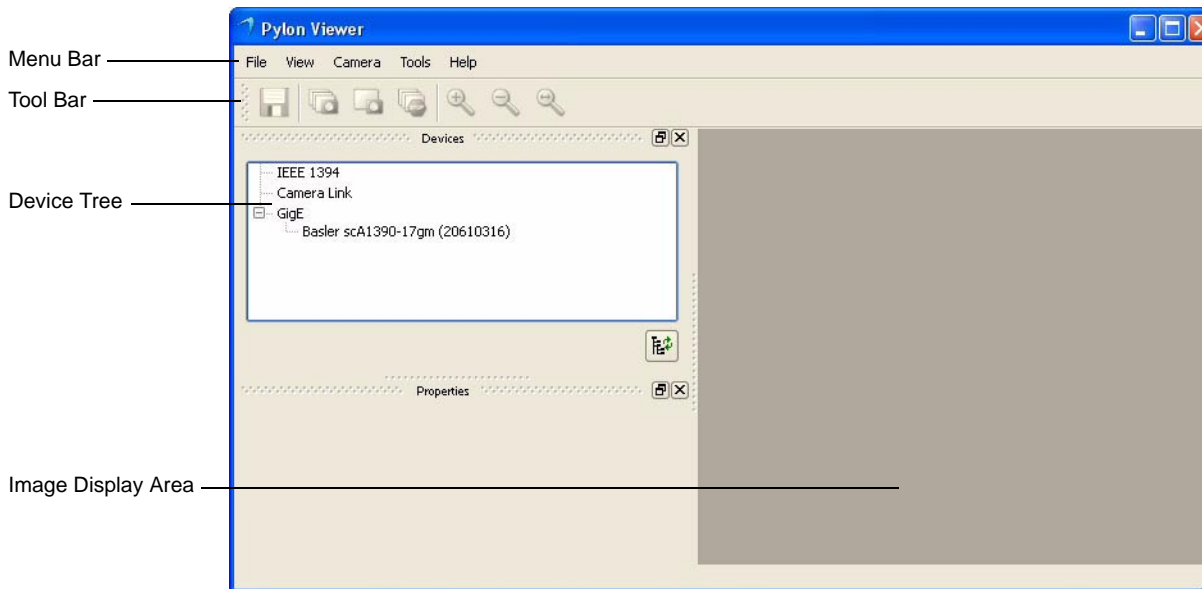 Pylon Viewer
Menu Bar
File View Camera Tools Help
Tool Bar
Devices
IEEE 1394
Camera Link
Device Tree
GigE
Basler scA1390-17gm (20610316)
Properties
Image Display Area